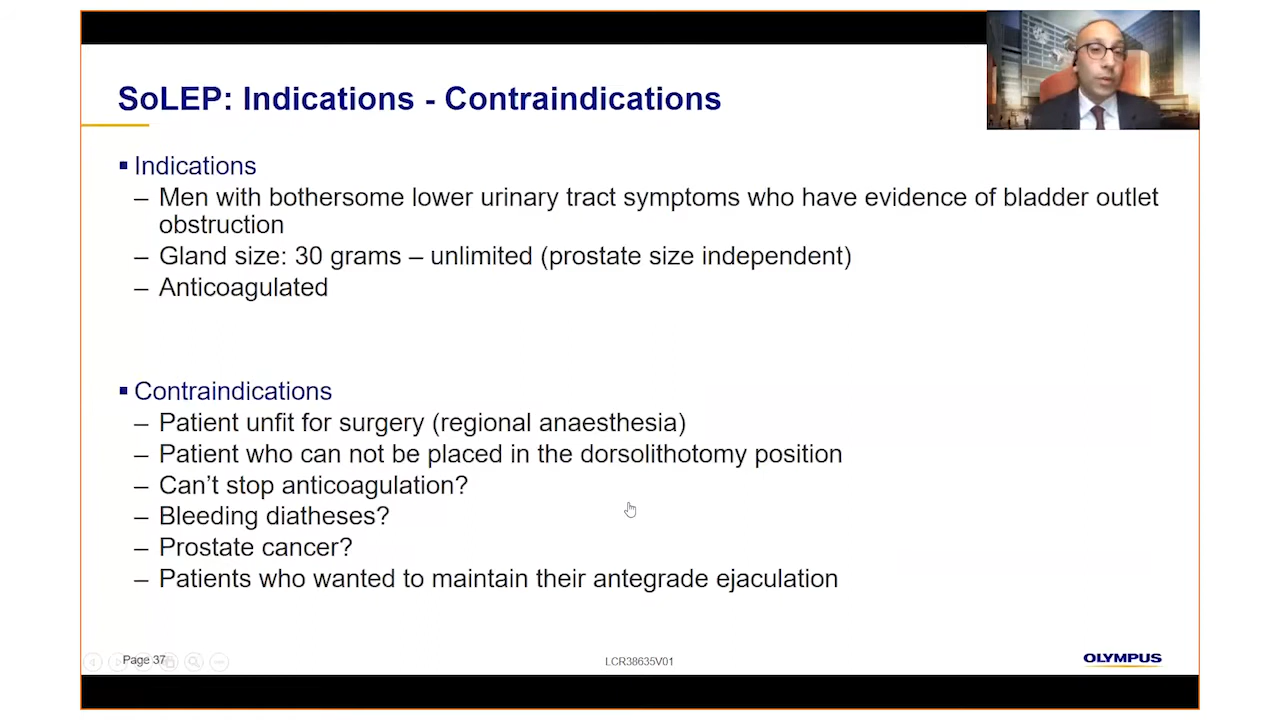 SoLEP: Indications - Contraindications
▪ Indications
– Men with bothersome lower urinary tract symptoms who have evidence of bladder outlet
obstruction
– Gland size: 30 grams – unlimited (prostate size independent)
– Anticoagulated
▪ Contraindications
– Patient unfit for surgery (regional anaesthesia)
– Patient who can not be placed in the dorsolithotomy position
– Can't stop anticoagulation?
– Bleeding diatheses?
– Prostate cancer?
– Patients who wanted to maintain their antegrade ejaculation
Page 37
LCR38635V01
OLYMPUS